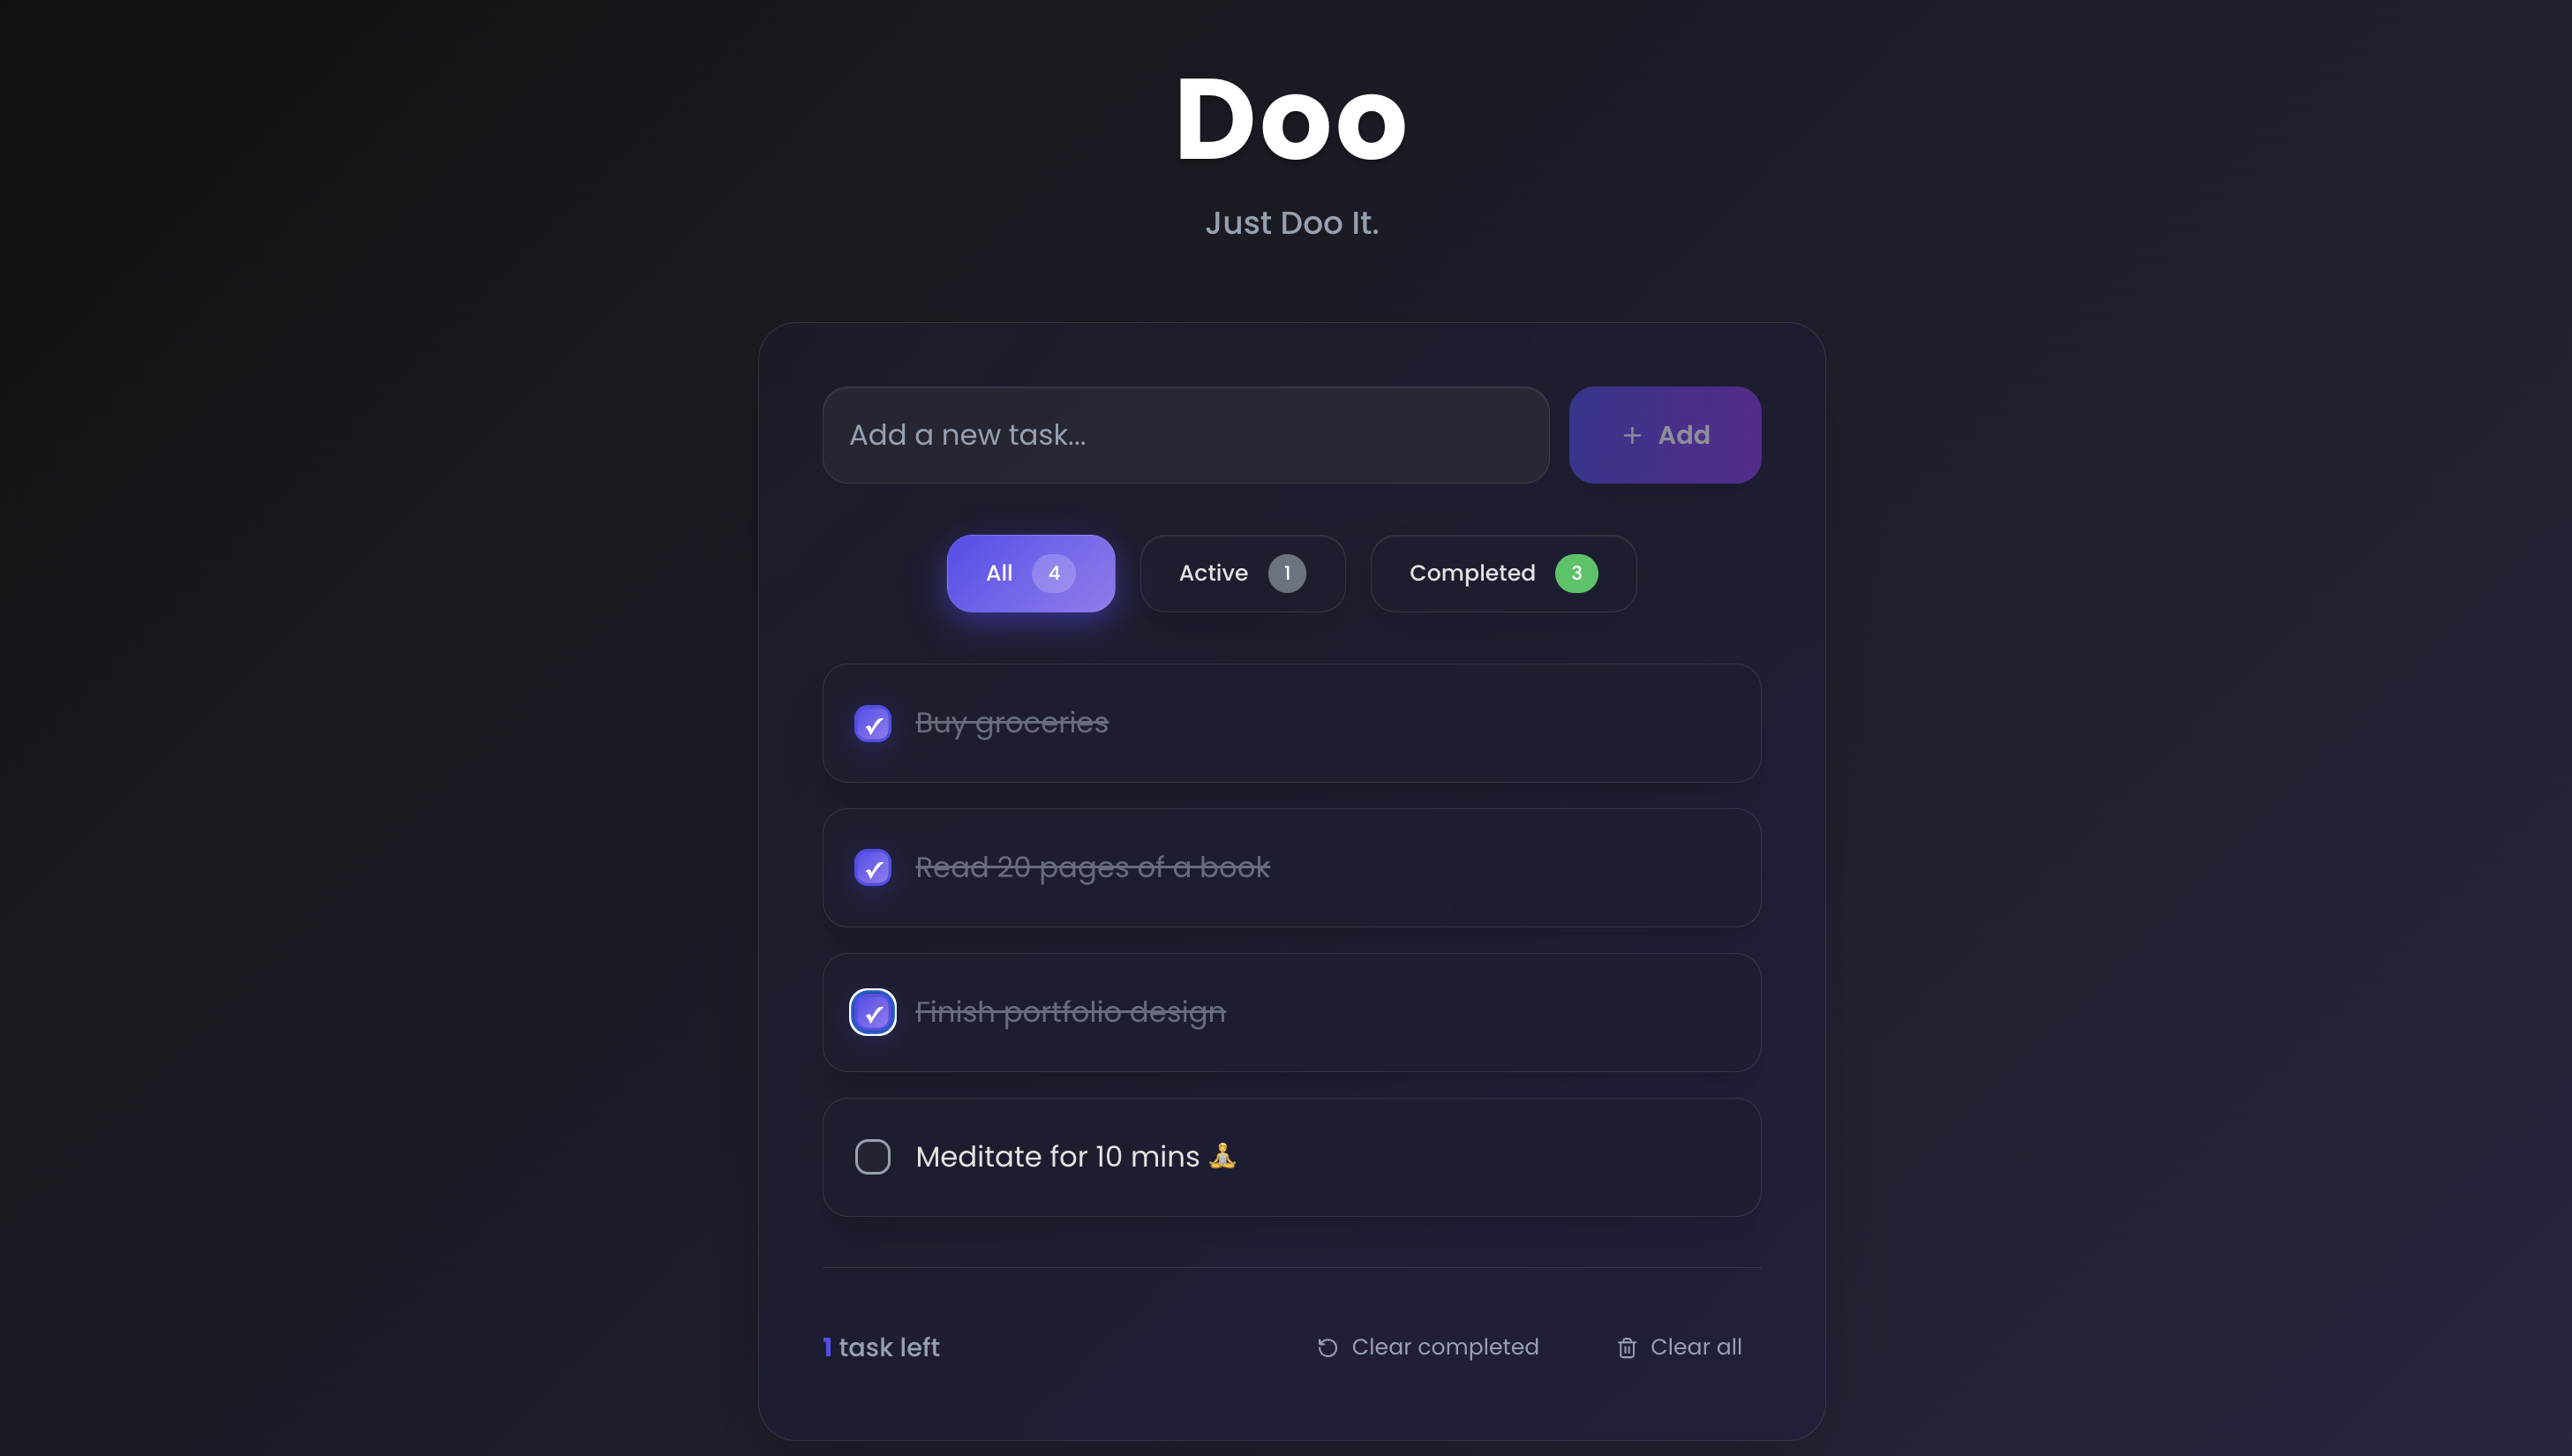 Doo
Just Doo It.
Add a new task...
+ Add
All 4
Active 1
Completed 3
Buy groceries
Read 20 pages of a book
Finish portfolio design
Meditate for 10 mins 🧘
1 task left
Clear completed
Clear all